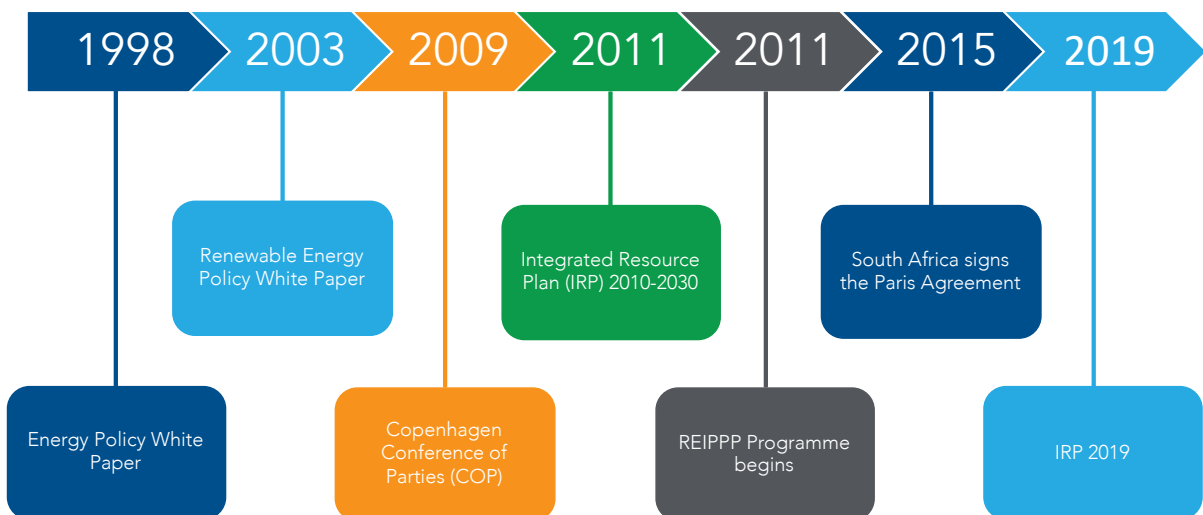 1998
2003
2009
2011
2011
2015
2019
Renewable Energy
Policy White Paper
Integrated Resource
Plan (IRP) 2010-2030
South Africa signs
the Paris Agreement
Energy Policy White
Paper
Copenhagen
Conference of
Parties (COP)
REIPPP Programme
begins
IRP 2019